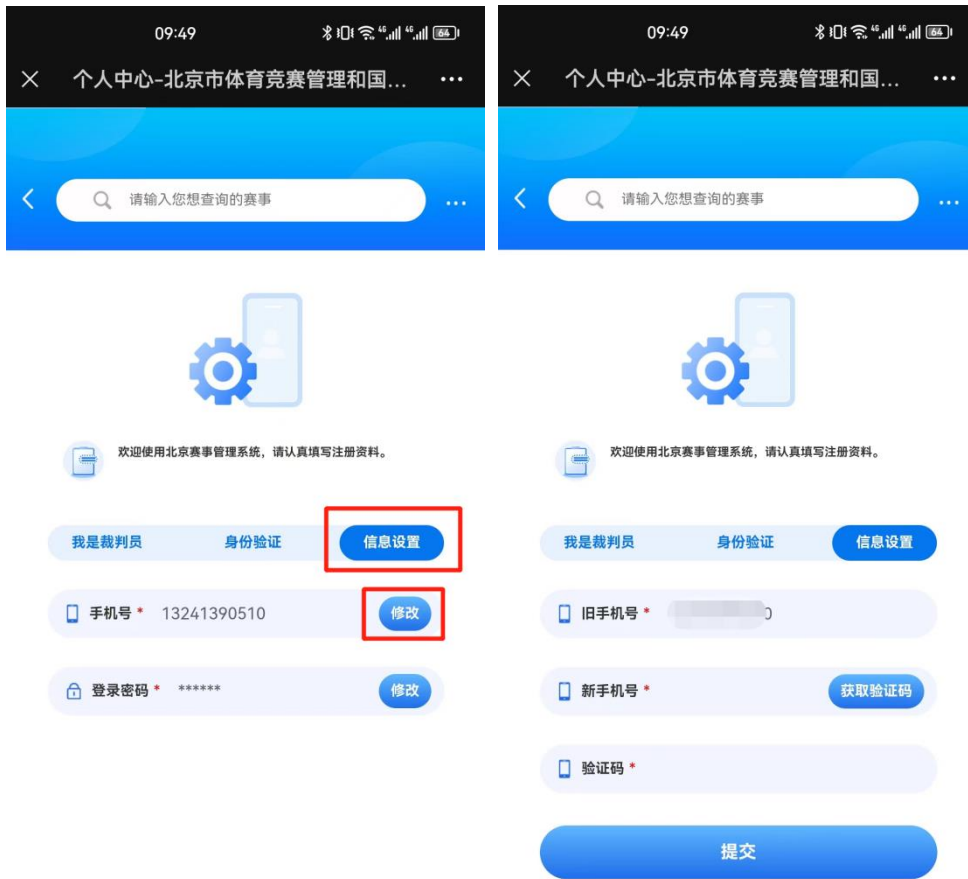 09:49
64
个人中心-北京市体育竞赛管理和国...
请输入您想查询的赛事
欢迎使用北京赛事管理系统，请认真填写注册资料。
我是裁判员 身份验证 信息设置
手机号 * 13241390510 修改
登录密码 * ****** 修改
09:49
64
个人中心-北京市体育竞赛管理和国...
请输入您想查询的赛事
欢迎使用北京赛事管理系统，请认真填写注册资料。
我是裁判员 身份验证 信息设置
旧手机号 *
新手机号 * 获取验证码
验证码 *
提交